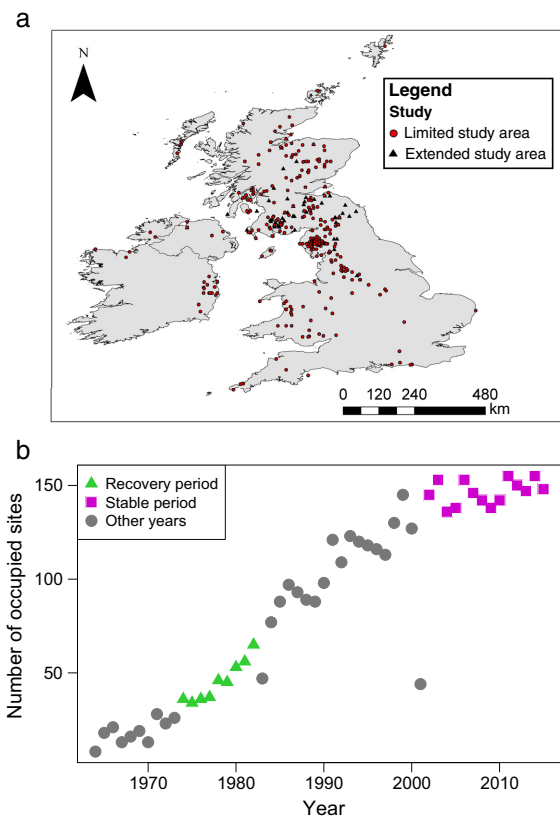 a
N
Legend
Study
Limited study area
Extended study area
0 120 240 480
km
b
Recovery period
Stable period
Other years
150
100
50
Number of occupied sites
1970 1980 1990 2000 2010
Year